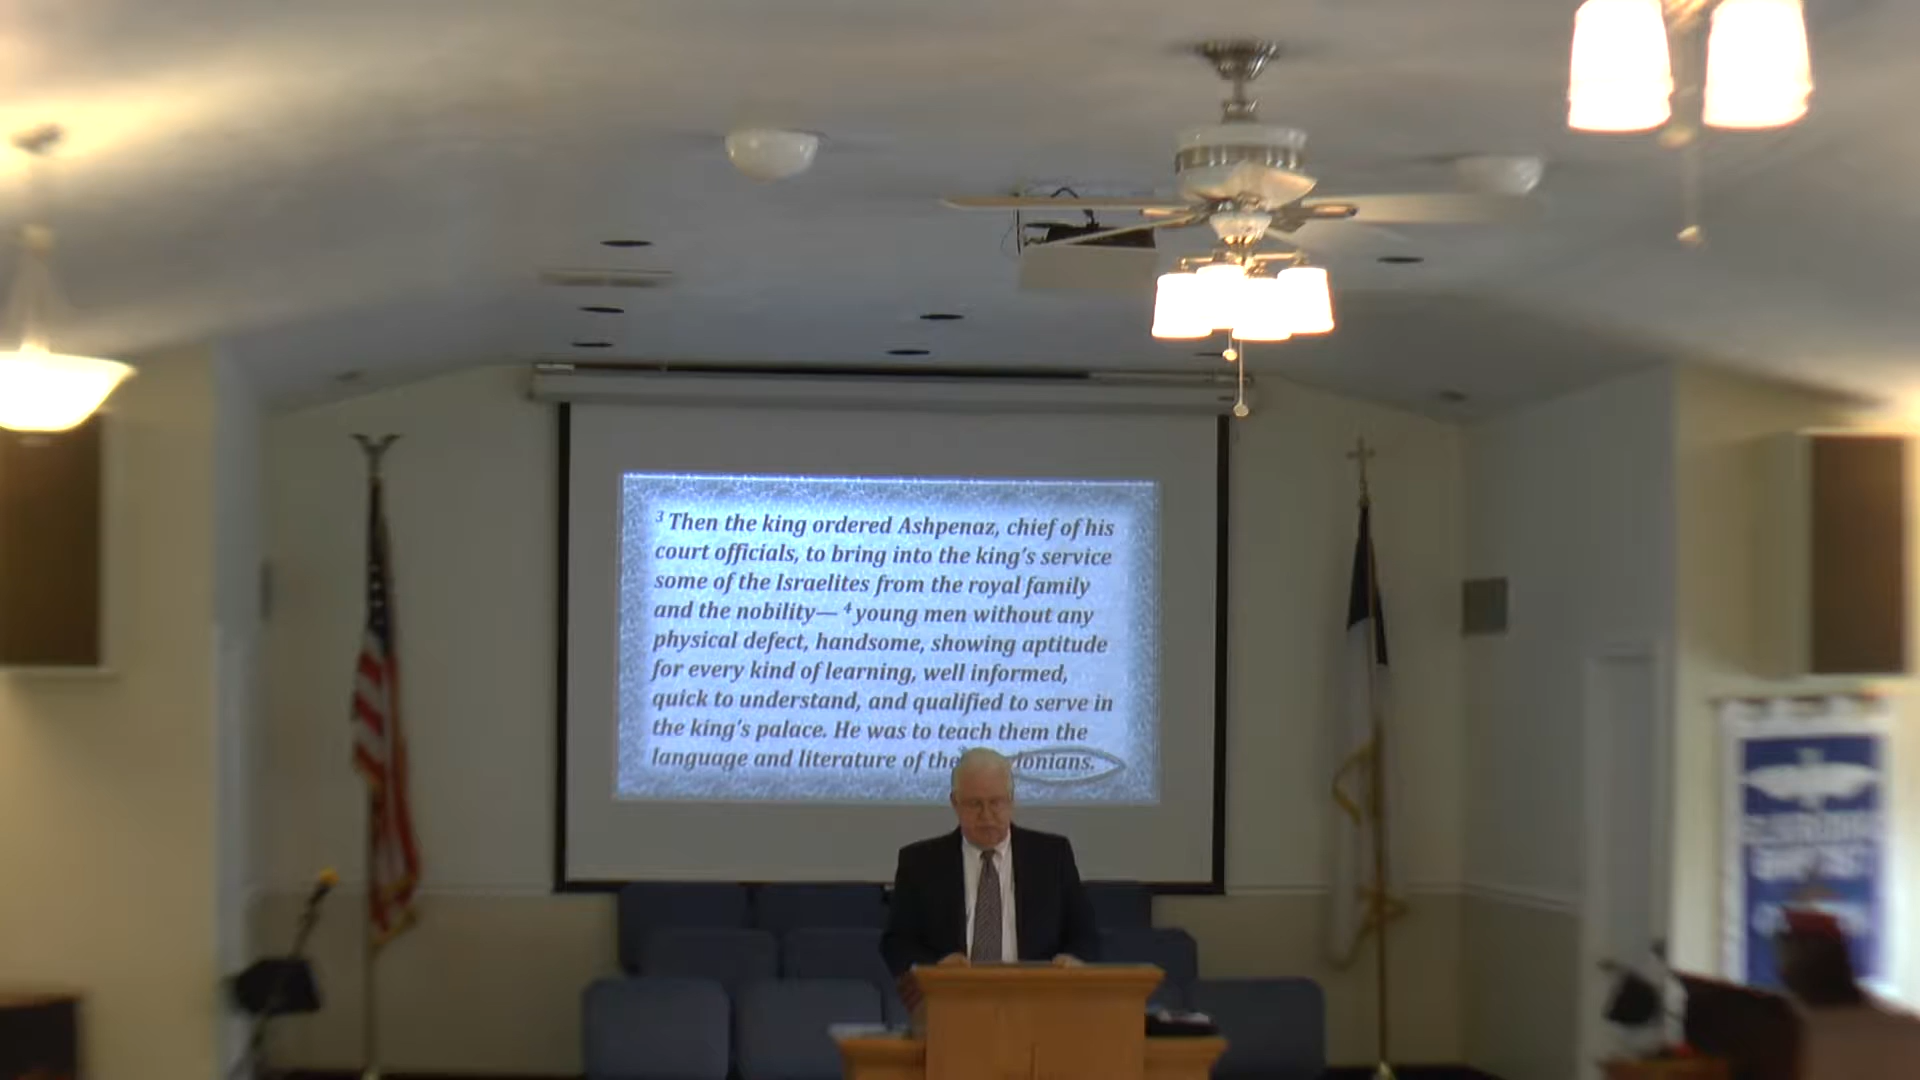 3 Then the king ordered Ashpenaz, chief of his
court officials, to bring into the king's service
some of the Israelites from the royal family
and the nobility— 4 young men without any
physical defect, handsome, showing aptitude
for every kind of learning, well informed,
quick to understand, and qualified to serve in
the king's palace. He was to teach them the
language and literature of the lonians.